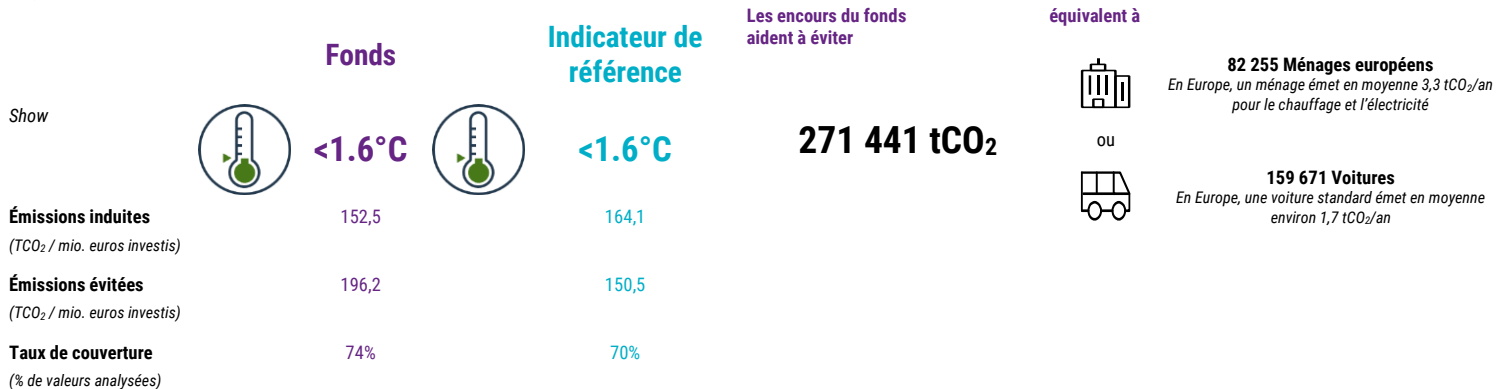 Les encours du fonds
aident à éviter
équivalent à
Fonds
Indicateur de
référence
82 255 Ménages européens
En Europe, un ménage émet en moyenne 3,3 tCO₂/an
pour le chauffage et l'électricité
Show
<1.6°C
<1.6°C
271 441 tCO₂
ou
159 671 Voitures
En Europe, une voiture standard émet en moyenne
environ 1,7 tCO₂/an
Émissions induites 152,5 164,1
(TCO₂ / mio. euros investis)
Émissions évitées 196,2 150,5
(TCO₂ / mio. euros investis)
Taux de couverture 74% 70%
(% de valeurs analysées)